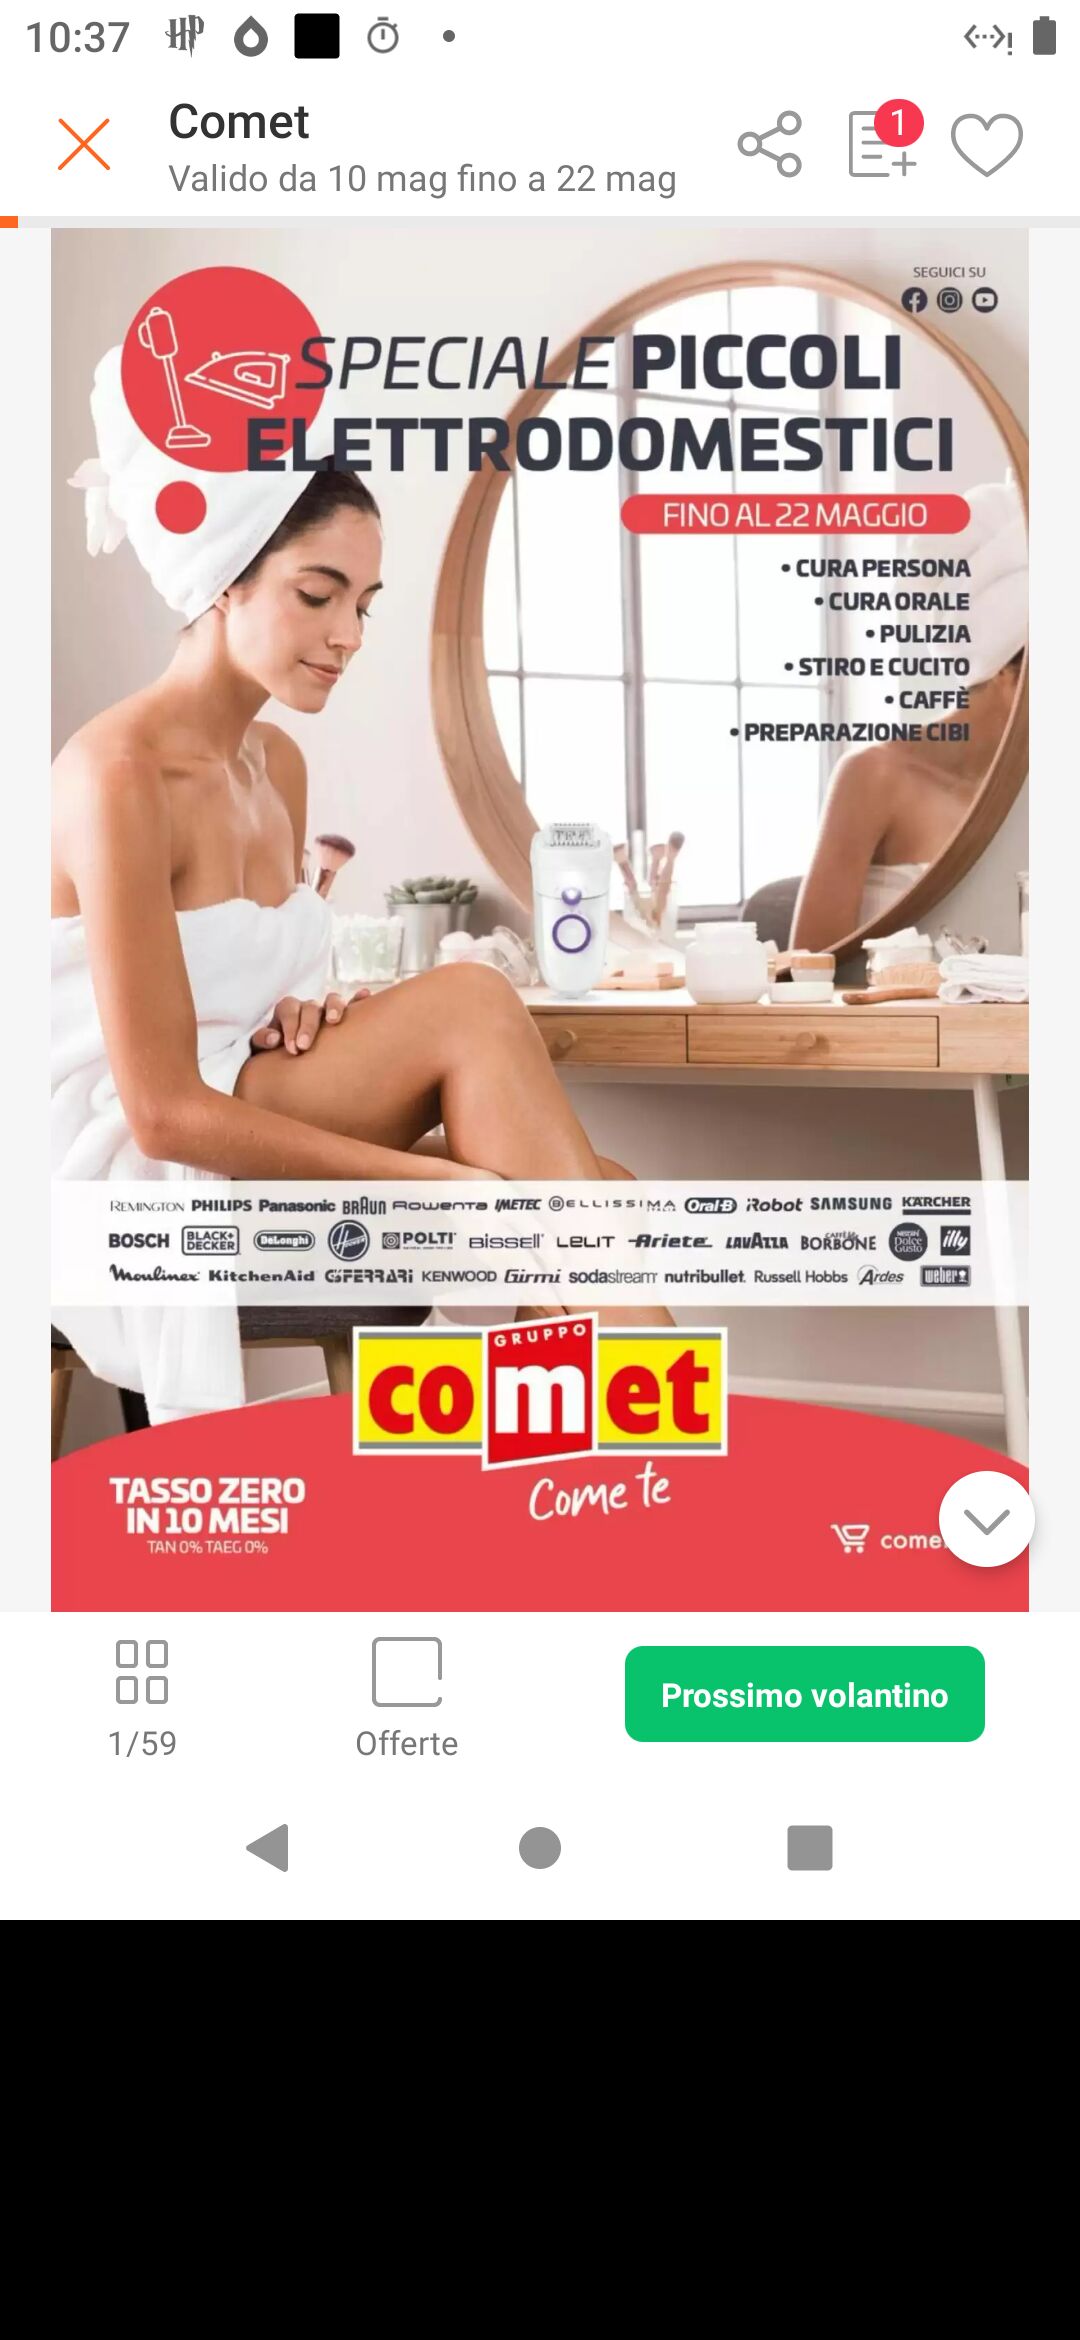 10:37
Comet
1
Valido da 10 mag fino a 22 mag
SEGUICI SU
SPECIALE PICCOLI
ELETTRODOMESTICI
FINO AL 22 MAGGIO
• CURA PERSONA
• CURA ORALE
• PULIZIA
• STIRO E CUCITO
• CAFFÈ
• PREPARAZIONE CIBI
REMINGTON PHILIPS Panasonic BRAUN ROWENTA IMETEC BELLISSIMA Oral-B iRobot SAMSUNG KÄRCHER
BOSCH BLACK+DECKER DeLonghi HOOVER POLTI BISSELL LELIT Ariete LAVAZZA CAFFÈ BORBONE NESCAFÉ Dolce Gusto illy
Moulinex KitchenAid G3FERRARI KENWOOD Girmi sodastream nutribullet. Russell Hobbs Ardes weber
GRUPPO
comet
Come te
TASSO ZERO
IN 10 MESI
TAN 0% TAEG 0%
come
1/59
Offerte
Prossimo volantino